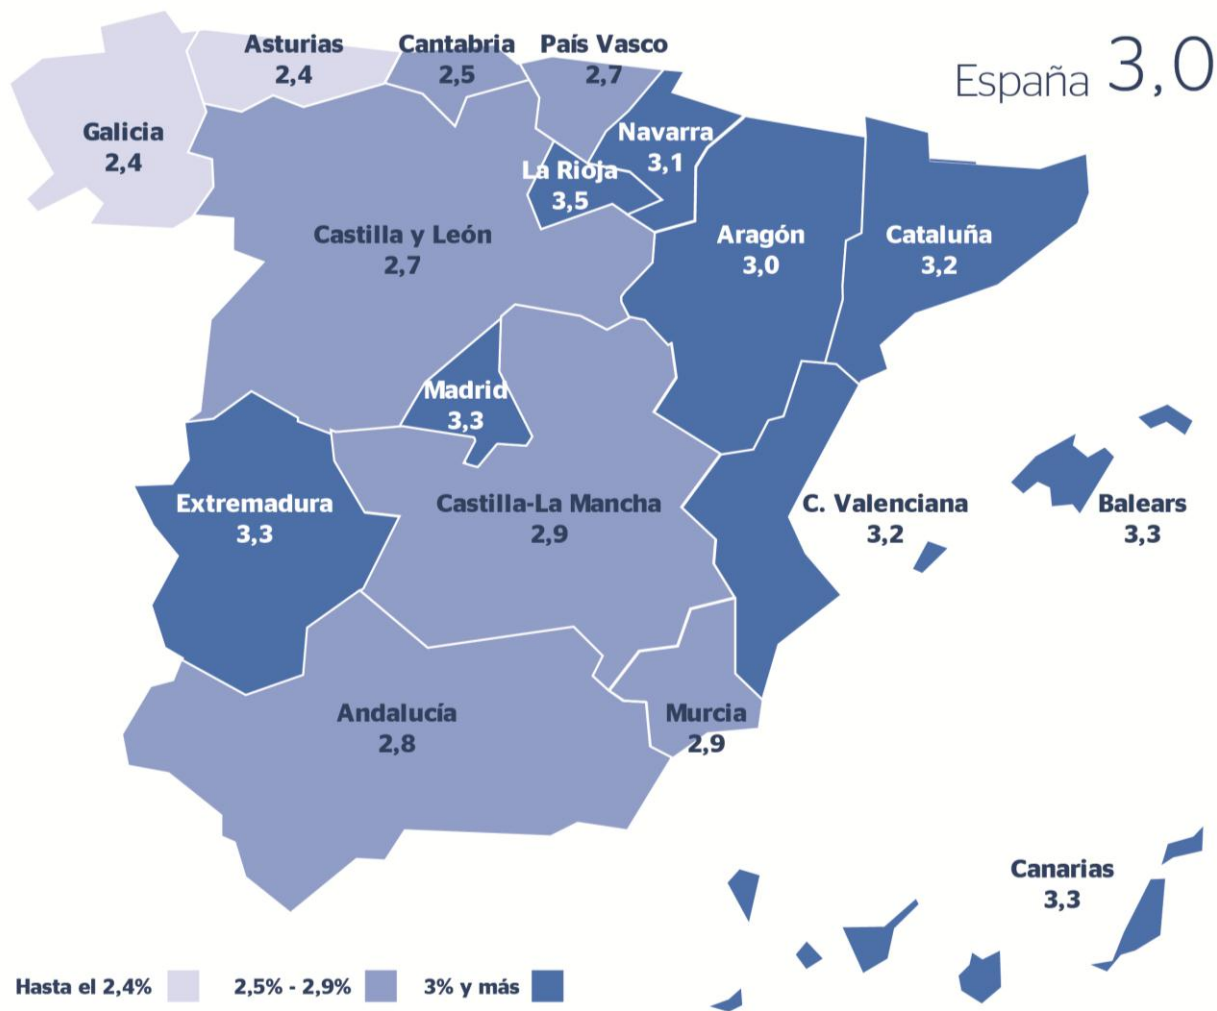 España 3,0
Asturias
2,4
Cantabria
2,5
País Vasco
2,7
Galicia
2,4
Navarra
3,1
La Rioja
3,5
Castilla y León
2,7
Aragón
3,0
Cataluña
3,2
Madrid
3,3
Extremadura
3,3
Castilla-La Mancha
2,9
C. Valenciana
3,2
Balears
3,3
Andalucía
2,8
Murcia
2,9
Canarias
3,3
Hasta el 2,4% 2,5% - 2,9% 3% y más